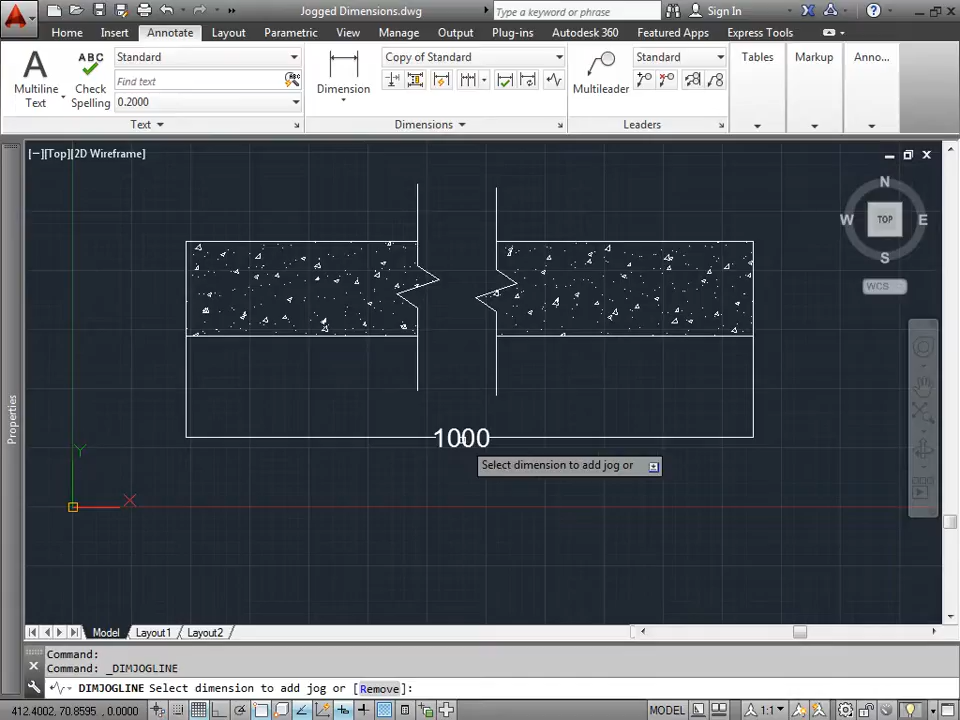 Jogged Dimensions.dwg
Type a keyword or phrase
Sign In
Home Insert Annotate Layout Parametric View Manage Output Plug-ins Autodesk 360 Featured Apps Express Tools
Multiline Text
ABC
Check Spelling
Standard
Find text
0.2000
Text
Dimension
Copy of Standard
Dimensions
Multileader
Standard
Leaders
Tables
Markup
Anno...
[−][Top][2D Wireframe]
N
W TOP E
S
WCS
Properties
1000
Select dimension to add jog or
Y
X
Model Layout1 Layout2
Command:
Command: _DIMJOGLINE
DIMJOGLINE Select dimension to add jog or [Remove]:
412.4002, 70.8595, 0.0000
MODEL
1:1